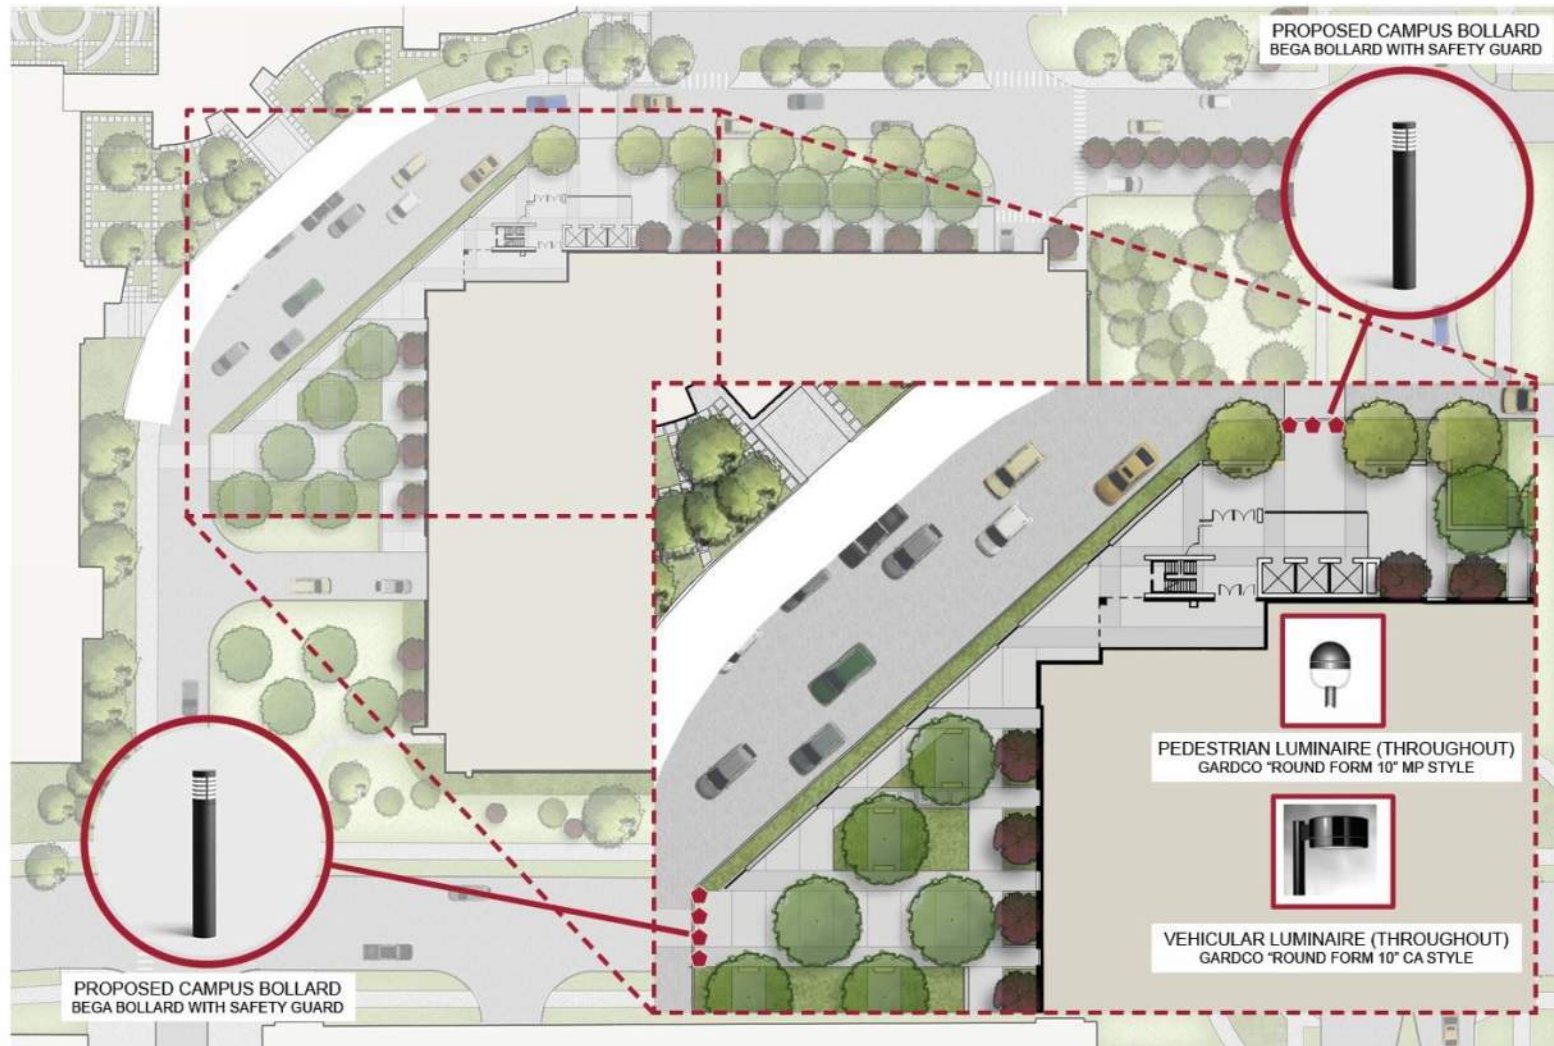 PROPOSED CAMPUS BOLLARD
BEGA BOLLARD WITH SAFETY GUARD
PEDESTRIAN LUMINAIRE (THROUGHOUT)
GARDCO "ROUND FORM 10" MP STYLE
VEHICULAR LUMINAIRE (THROUGHOUT)
GARDCO "ROUND FORM 10" CA STYLE
PROPOSED CAMPUS BOLLARD
BEGA BOLLARD WITH SAFETY GUARD